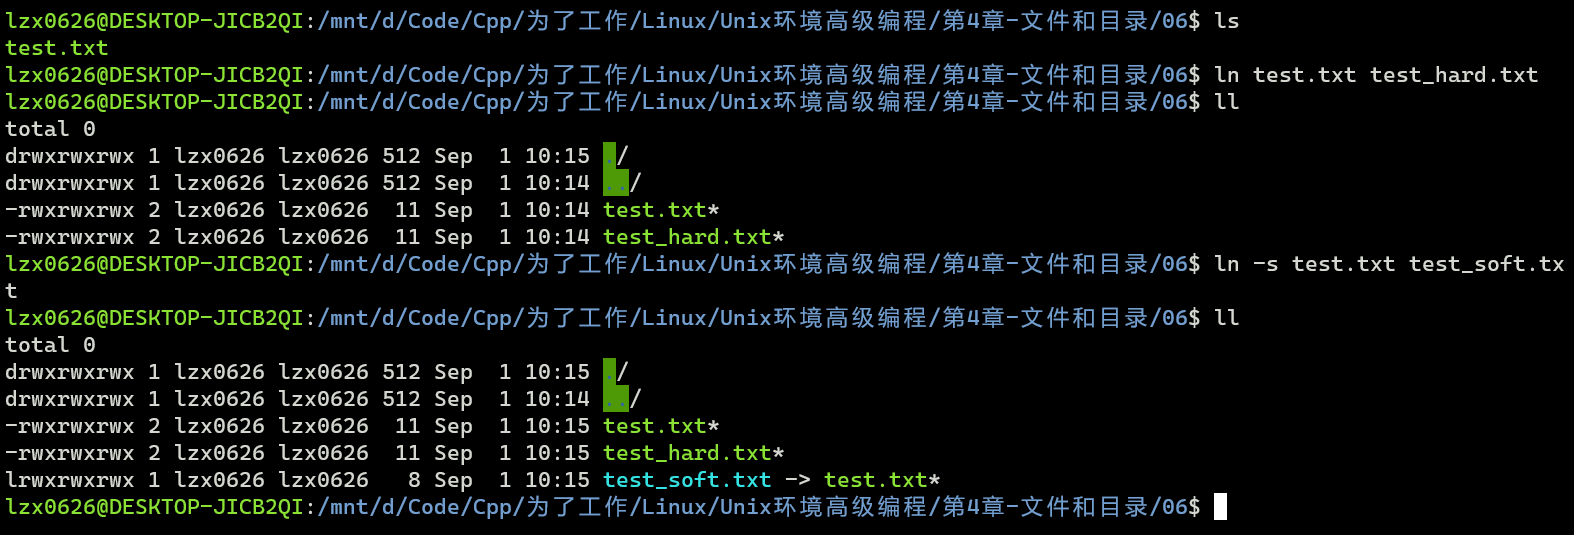 lzx0626@DESKTOP-JICB2QI:/mnt/d/Code/Cpp/为了工作/Linux/Unix环境高级编程/第4章-文件和目录/06$ ls
test.txt
lzx0626@DESKTOP-JICB2QI:/mnt/d/Code/Cpp/为了工作/Linux/Unix环境高级编程/第4章-文件和目录/06$ ln test.txt test_hard.txt
lzx0626@DESKTOP-JICB2QI:/mnt/d/Code/Cpp/为了工作/Linux/Unix环境高级编程/第4章-文件和目录/06$ ll
total 0
drwxrwxrwx 1 lzx0626 lzx0626 512 Sep  1 10:15 ./
drwxrwxrwx 1 lzx0626 lzx0626 512 Sep  1 10:14 ../
-rwxrwxrwx 2 lzx0626 lzx0626  11 Sep  1 10:14 test.txt*
-rwxrwxrwx 2 lzx0626 lzx0626  11 Sep  1 10:14 test_hard.txt*
lzx0626@DESKTOP-JICB2QI:/mnt/d/Code/Cpp/为了工作/Linux/Unix环境高级编程/第4章-文件和目录/06$ ln -s test.txt test_soft.tx
t
lzx0626@DESKTOP-JICB2QI:/mnt/d/Code/Cpp/为了工作/Linux/Unix环境高级编程/第4章-文件和目录/06$ ll
total 0
drwxrwxrwx 1 lzx0626 lzx0626 512 Sep  1 10:15 ./
drwxrwxrwx 1 lzx0626 lzx0626 512 Sep  1 10:14 ../
-rwxrwxrwx 2 lzx0626 lzx0626  11 Sep  1 10:15 test.txt*
-rwxrwxrwx 2 lzx0626 lzx0626  11 Sep  1 10:15 test_hard.txt*
lrwxrwxrwx 1 lzx0626 lzx0626   8 Sep  1 10:15 test_soft.txt -> test.txt*
lzx0626@DESKTOP-JICB2QI:/mnt/d/Code/Cpp/为了工作/Linux/Unix环境高级编程/第4章-文件和目录/06$